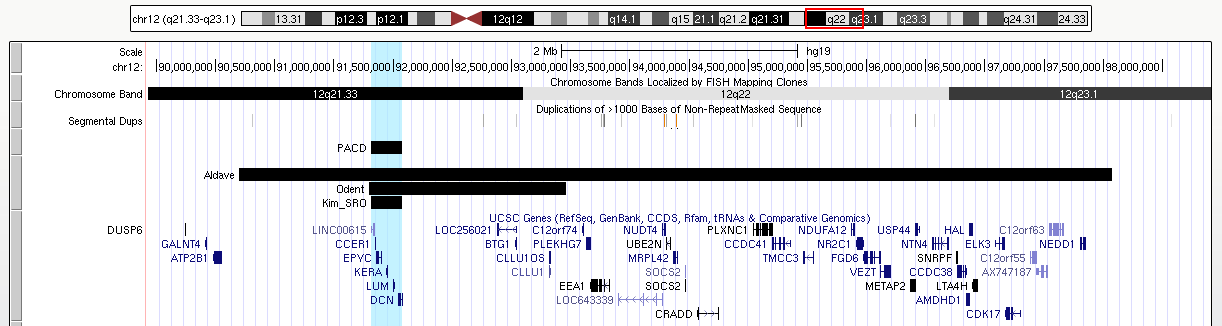 chr12 (q21.33-q23.1) 13.31 p12.3 p12.1 12q12 q14.1 q15 21.1 q21.2 q21.31 q22 q23.1 q23.3 q24.31 24.33
Scale 2 Mb hg19
chr12: 90,000,000 90,500,000 91,000,000 91,500,000 92,000,000 92,500,000 93,000,000 93,500,000 94,000,000 94,500,000 95,000,000 95,500,000 96,000,000 96,500,000 97,000,000 97,500,000 98,000,000
Chromosome Bands Localized by FISH Mapping Clones
Chromosome Band 12q21.33 12q22 12q23.1
Duplications of >1000 Bases of Non-RepeatMasked Sequence
Segmental Dups
PACD
Aldave
Odent
Kim_SRO
UCSC Genes (RefSeq, GenBank, CCDS, Rfam, tRNAs & Comparative Genomics)
DUSP6 LINC00615 LOC256021 C12orf74 NUDT4 PLXNC1 NDUFA12 USP44 HAL C12orf63
GALNT4 CCER1 BTG1 PLEKHG7 UBE2N CCDC41 NR2C1 NTN4 ELK3 NEDD1
ATP2B1 EPYC CLLU1OS MRPL42 TMCC3 FGD6 SNRPF C12orf55
KERA CLLU1 SOCS2 VEZT CCDC38 AX747187
LUM EEA1 SOCS2 METAP2 LTA4H
DCN LOC643339 AMDHD1
CRADD CDK17